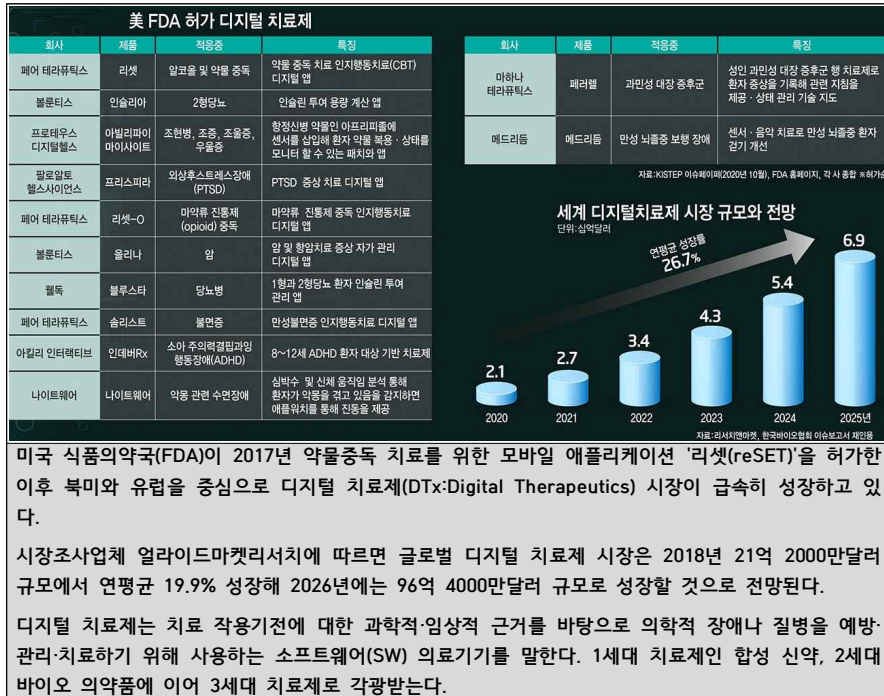 美 FDA 허가 디지털 치료제
회사 제품 적응중 특징
페어 테라퓨틱스 리셋 알코올 및 약물 중독 약물 중독 치료 인지행동치료(CBT)
디지털 앱
볼룬티스 인슐리아 2형당뇨 인슐린 투여 용량 계산 앱
프로테우스
디지털헬스
아빌리파이
마이사이트
조현병, 조증, 조울증,
우울증
항정신병 약물인 아프리피졸에
센서를 삽입해 환자 약물 복용·상태를
모니터 할 수 있는 패치와 앱
팔로알토
헬스사이언스
프리스피라
외상후스트레스장애
(PTSD)
PTSD 증상 치료 디지털 앱
페어 테라퓨틱스 리셋-O
마약류 진통제
(opioid) 중독
마약류 진통제 중독 인지행동치료
디지털 앱
볼룬티스 올리나 암
암 및 항암치료 증상 자가 관리
디지털 앱
웰독 블루스타 당뇨병
1형과 2형당뇨 환자 인슐린 투여
관리 앱
페어 테라퓨틱스 솜리스트 불면증 만성불면증 인지행동치료 디지털 앱
아킬리 인터랙티브 인데버Rx
소아 주의력결핍과잉
행동장애(ADHD)
8~12세 ADHD 환자 대상 기반 치료제
나이트웨어 나이트웨어 악몽 관련 수면장애
심박수 및 신체 움직임 분석 통해
환자가 악몽을 겪고 있음을 감지하면
애플워치를 통해 진동을 제공
회사 제품 적응중 특징
마하나
테라퓨틱스
페러렐 과민성 대장 증후군
성인 과민성 대장 증후군 행 치료제로
환자 증상을 기록해 관련 지침을
제공·상태 관리 기술 지도
메드리듬 메드리듬 만성 뇌졸중 보행 장애
센서·음악 치료로 만성 뇌졸중 환자
걷기 개선
자료:KISTEP 이슈페이퍼(2020년 10월), FDA 홈페이지, 각 사 종합 ※허가순
세계 디지털치료제 시장 규모와 전망
단위:십억달러
연평균 성장률
26.7%
2.1 2.7 3.4 4.3 5.4 6.9
2020 2021 2022 2023 2024 2025년
자료:리서치앤마켓, 한국바이오협회 이슈보고서 재인용
미국 식품의약국(FDA)이 2017년 약물중독 치료를 위한 모바일 애플리케이션 '리셋(reSET)'을 허가한
이후 북미와 유럽을 중심으로 디지털 치료제(DTx:Digital Therapeutics) 시장이 급속히 성장하고 있
다.
시장조사업체 얼라이드마켓리서치에 따르면 글로벌 디지털 치료제 시장은 2018년 21억 2000만달러
규모에서 연평균 19.9% 성장해 2026년에는 96억 4000만달러 규모로 성장할 것으로 전망된다.
디지털 치료제는 치료 작용기전에 대한 과학적·임상적 근거를 바탕으로 의학적 장애나 질병을 예방·
관리·치료하기 위해 사용하는 소프트웨어(SW) 의료기기를 말한다. 1세대 치료제인 합성 신약, 2세대
바이오 의약품에 이어 3세대 치료제로 각광받는다.